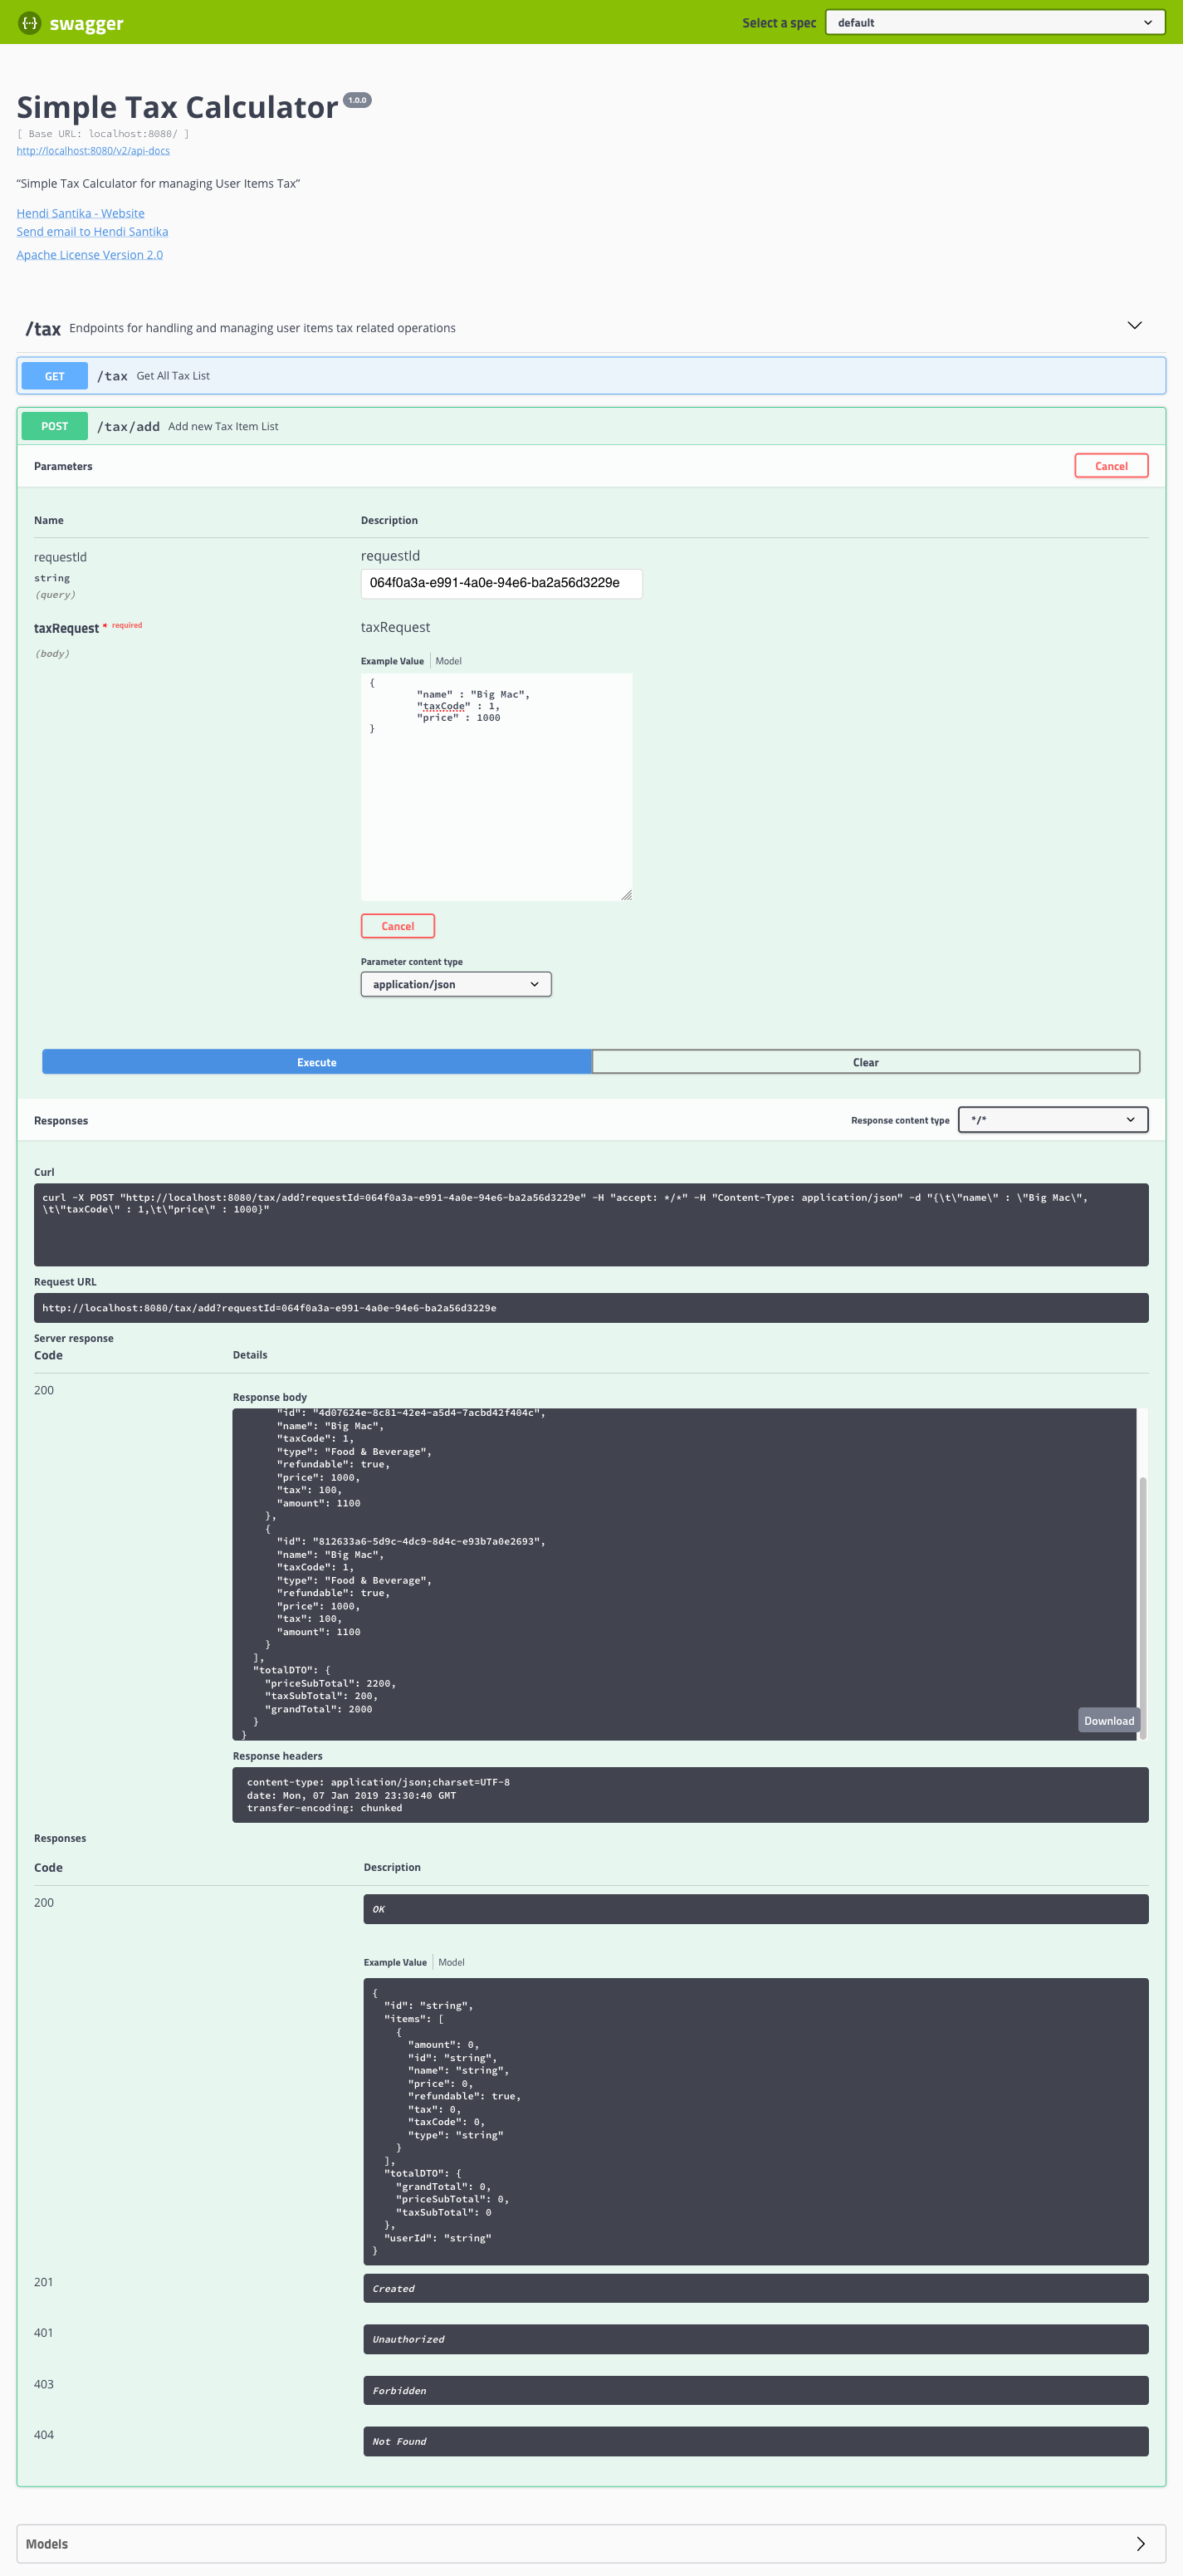 {··} swagger
Select a spec default
Simple Tax Calculator 1.0.0
[ Base URL: localhost:8080/ ]
http://localhost:8080/v2/api-docs
“Simple Tax Calculator for managing User Items Tax”
Hendi Santika - Website
Send email to Hendi Santika
Apache License Version 2.0
/tax Endpoints for handling and managing user items tax related operations
GET /tax Get All Tax List
POST /tax/add Add new Tax Item List
Parameters Cancel
Name Description
requestId requestId
string 064f0a3a-e991-4a0e-94e6-ba2a56d3229e
(query)
taxRequest * required taxRequest
(body)
Example Value Model
{
"name" : "Big Mac",
"taxCode" : 1,
"price" : 1000
}
Cancel
Parameter content type
application/json
Execute Clear
Responses Response content type */*
Curl
curl -X POST "http://localhost:8080/tax/add?requestId=064f0a3a-e991-4a0e-94e6-ba2a56d3229e" -H "accept: */*" -H "Content-Type: application/json" -d "{\t\"name\" : \"Big Mac\",
\t\"taxCode\" : 1,\t\"price\" : 1000}"
Request URL
http://localhost:8080/tax/add?requestId=064f0a3a-e991-4a0e-94e6-ba2a56d3229e
Server response
Code Details
200
Response body
"id": "4d07624e-8c81-42e4-a5d4-7acbd42f404c",
"name": "Big Mac",
"taxCode": 1,
"type": "Food & Beverage",
"refundable": true,
"price": 1000,
"tax": 100,
"amount": 1100
},
{
"id": "812633a6-5d9c-4dc9-8d4c-e93b7a0e2693",
"name": "Big Mac",
"taxCode": 1,
"type": "Food & Beverage",
"refundable": true,
"price": 1000,
"tax": 100,
"amount": 1100
}
],
"totalDTO": {
"priceSubTotal": 2200,
"taxSubTotal": 200,
"grandTotal": 2000
}
}
Download
Response headers
content-type: application/json;charset=UTF-8
date: Mon, 07 Jan 2019 23:30:40 GMT
transfer-encoding: chunked
Responses
Code Description
200 OK
Example Value Model
{
"id": "string",
"items": [
{
"amount": 0,
"id": "string",
"name": "string",
"price": 0,
"refundable": true,
"tax": 0,
"taxCode": 0,
"type": "string"
}
],
"totalDTO": {
"grandTotal": 0,
"priceSubTotal": 0,
"taxSubTotal": 0
},
"userId": "string"
}
201 Created
401 Unauthorized
403 Forbidden
404 Not Found
Models